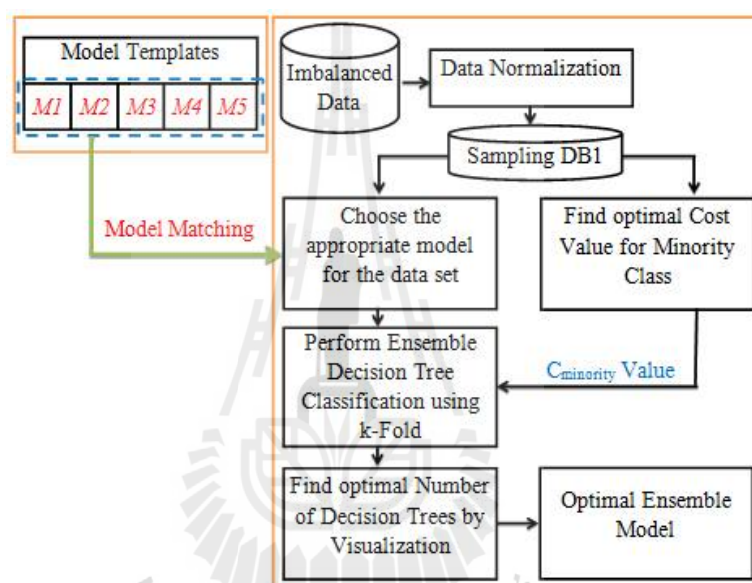 Model Templates
M1 M2 M3 M4 M5
Imbalanced
Data
Data Normalization
Sampling DB1
Model Matching
Choose the
appropriate model
for the data set
Find optimal Cost
Value for Minority
Class
Perform Ensemble
Decision Tree
Classification using
k-Fold
Cminority Value
Find optimal Number
of Decision Trees by
Visualization
Optimal Ensemble
Model